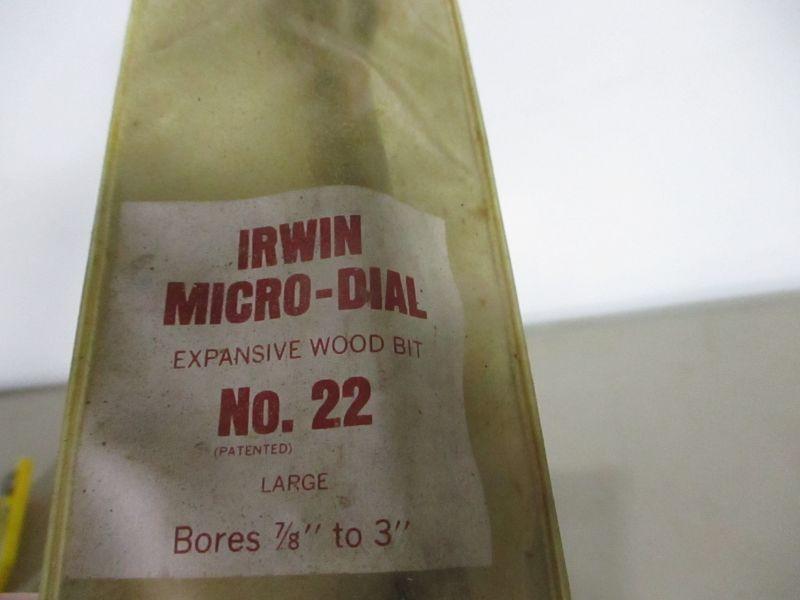 IRWIN
MICRO-DIAL
EXPANSIVE WOOD BIT
No. 22
(PATENTED)
LARGE
Bores ⅞" to 3"